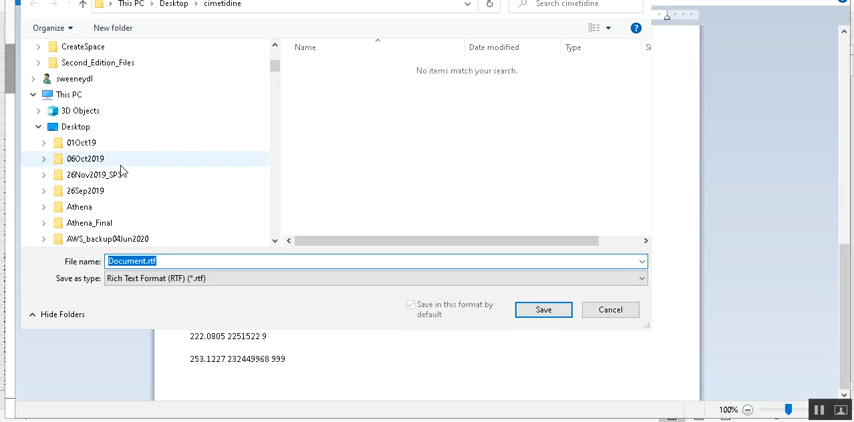 This PC > Desktop > cimetidine
Search cimetidine
Organize New folder
Name Date modified Type Si
No items match your search.
CreateSpace
Second_Edition_Files
sweeneydl
This PC
3D Objects
Desktop
01Oct19
06Oct2019
26Nov2019_SPS
26Sep2019
Athena
Athena_Final
AWS_backup04Jun2020
File name: Document.rtf
Save as type: Rich Text Format (RTF) (*.rtf)
Save in this format by
default
Save Cancel
Hide Folders
222.0805 2251522 9
253.1227 232449968 999
100%